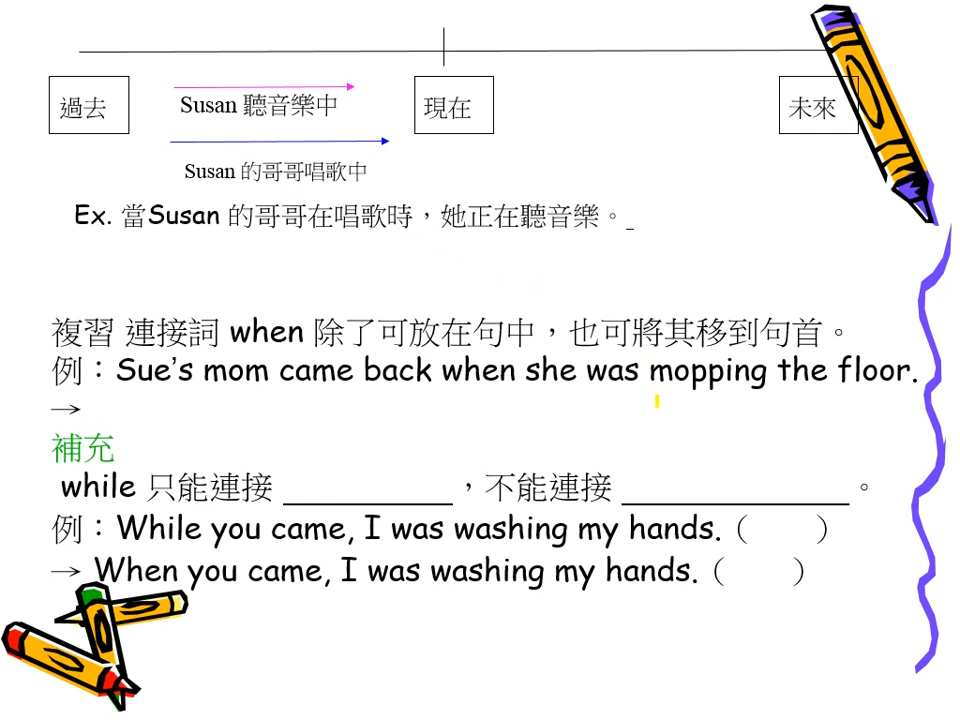 過去 Susan 聽音樂中 現在 未來
Susan 的哥哥唱歌中
Ex. 當Susan 的哥哥在唱歌時，她正在聽音樂。_
複習 連接詞 when 除了可放在句中，也可將其移到句首。
例：Sue’s mom came back when she was mopping the floor.
→
補充
while 只能連接 __________，不能連接 ______________。
例：While you came, I was washing my hands.（　　）
→ When you came, I was washing my hands.（　　）